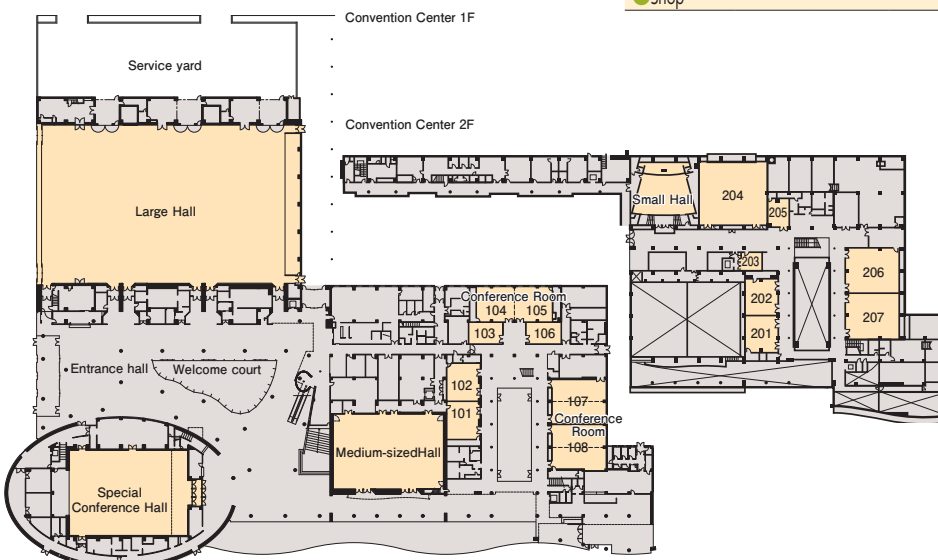 Shop
Convention Center 1F
Service yard
Convention Center 2F
Large Hall
Small Hall
204
205
203
206
202
207
201
Conference Room
104
105
103
106
Entrance hall
Welcome court
102
101
107
Conference
Room
108
Medium-sizedHall
Special
Conference Hall